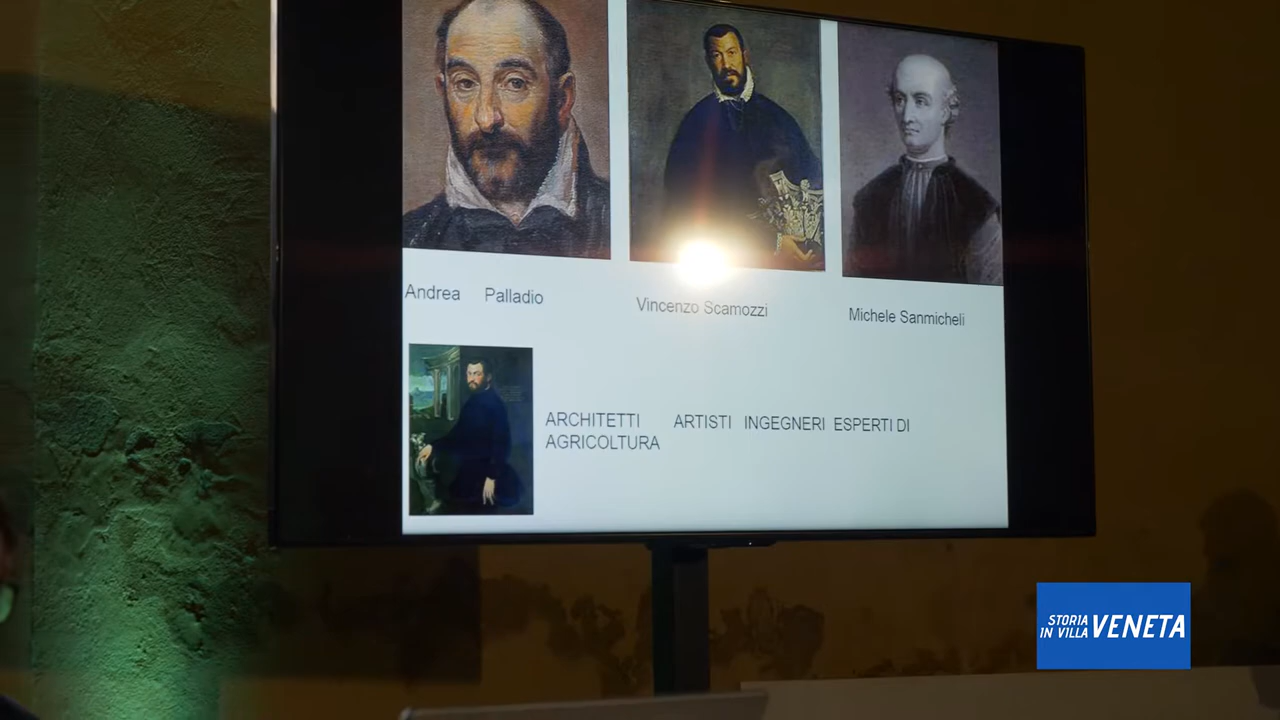 Andrea Palladio
Vincenzo Scamozzi
Michele Sanmicheli
ARCHITETTI ARTISTI INGEGNERI ESPERTI DI
AGRICOLTURA
STORIA
IN VILLA VENETA